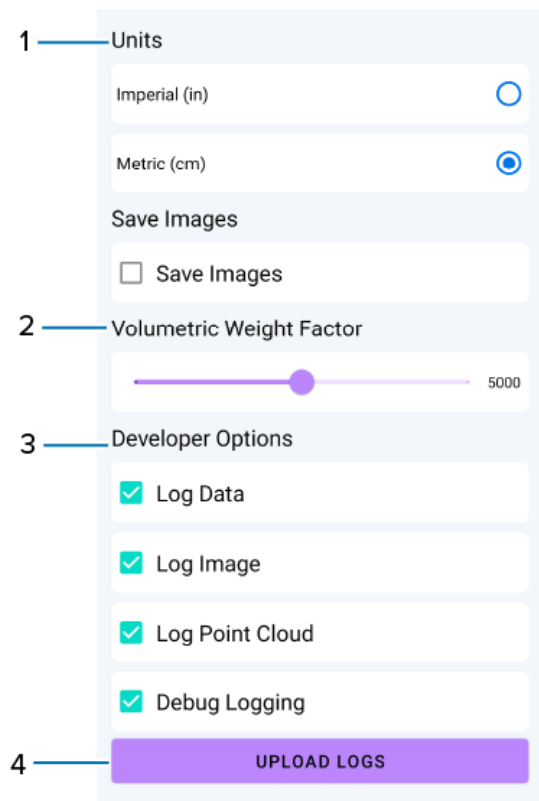 1 Units
Imperial (in)
Metric (cm)
Save Images
Save Images
2 Volumetric Weight Factor
5000
3 Developer Options
Log Data
Log Image
Log Point Cloud
Debug Logging
4 UPLOAD LOGS